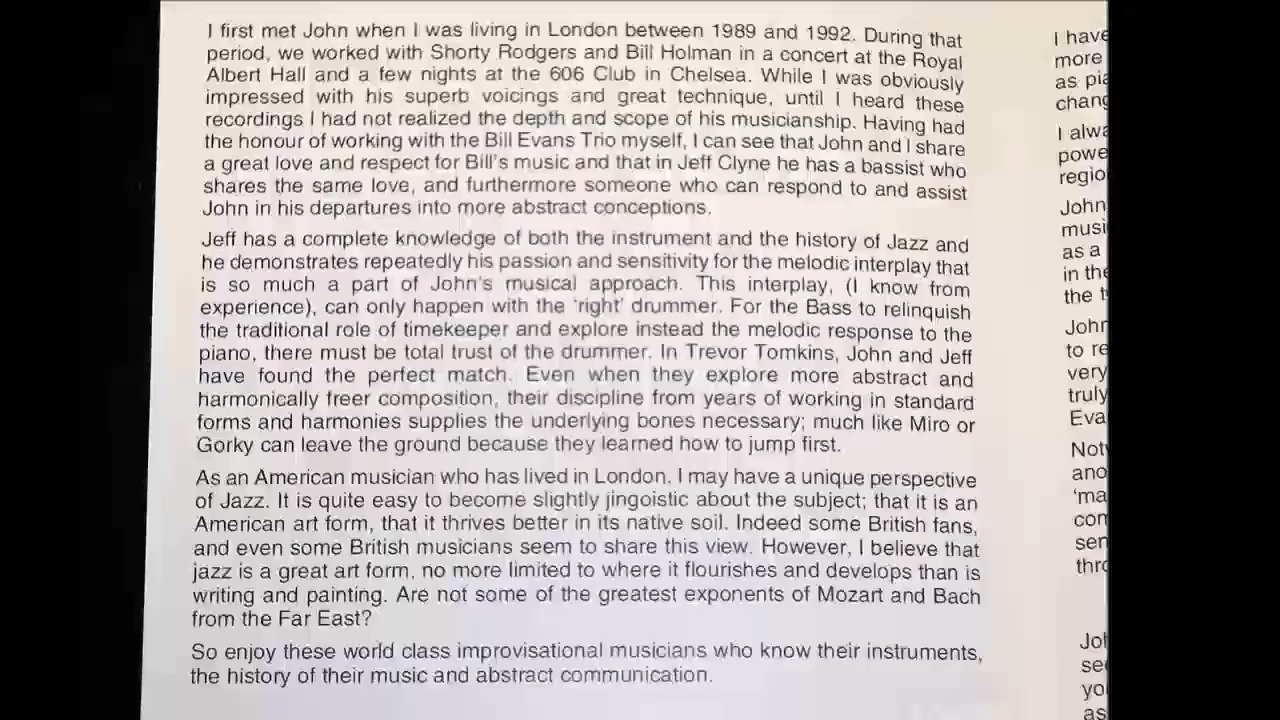 I first met John when I was living in London between 1989 and 1992. During that
period, we worked with Shorty Rodgers and Bill Holman in a concert at the Royal
Albert Hall and a few nights at the 606 Club in Chelsea. While I was obviously
impressed with his superb voicings and great technique, until I heard these
recordings I had not realized the depth and scope of his musicianship. Having had
the honour of working with the Bill Evans Trio myself, I can see that John and I share
a great love and respect for Bill's music and that in Jeff Clyne he has a bassist who
shares the same love, and furthermore someone who can respond to and assist
John in his departures into more abstract conceptions.
Jeff has a complete knowledge of both the instrument and the history of Jazz and
he demonstrates repeatedly his passion and sensitivity for the melodic interplay that
is so much a part of John's musical approach. This interplay, (I know from
experience), can only happen with the 'right' drummer. For the Bass to relinquish
the traditional role of timekeeper and explore instead the melodic response to the
piano, there must be total trust of the drummer. In Trevor Tomkins, John and Jeff
have found the perfect match. Even when they explore more abstract and
harmonically freer composition, their discipline from years of working in standard
forms and harmonies supplies the underlying bones necessary; much like Miro or
Gorky can leave the ground because they learned how to jump first.
As an American musician who has lived in London, I may have a unique perspective
of Jazz. It is quite easy to become slightly jingoistic about the subject; that it is an
American art form, that it thrives better in its native soil. Indeed some British fans,
and even some British musicians seem to share this view. However, I believe that
jazz is a great art form, no more limited to where it flourishes and develops than is
writing and painting. Are not some of the greatest exponents of Mozart and Bach
from the Far East?
So enjoy these world class improvisational musicians who know their instruments,
the history of their music and abstract communication.
I have
more
as pia
chang
I alwa
powe
regio
John
musi
as a
in the
the t
John
to re
very
truly
Eva
Not
ano
'ma
con
sen
thro
Joh
see
yo
as